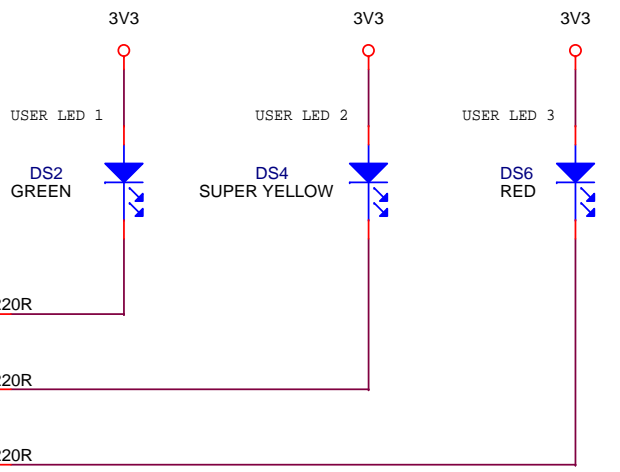 3V3 3V3 3V3
USER LED 1 USER LED 2 USER LED 3
DS2 DS4 DS6
GREEN SUPER YELLOW RED
220R
220R
220R